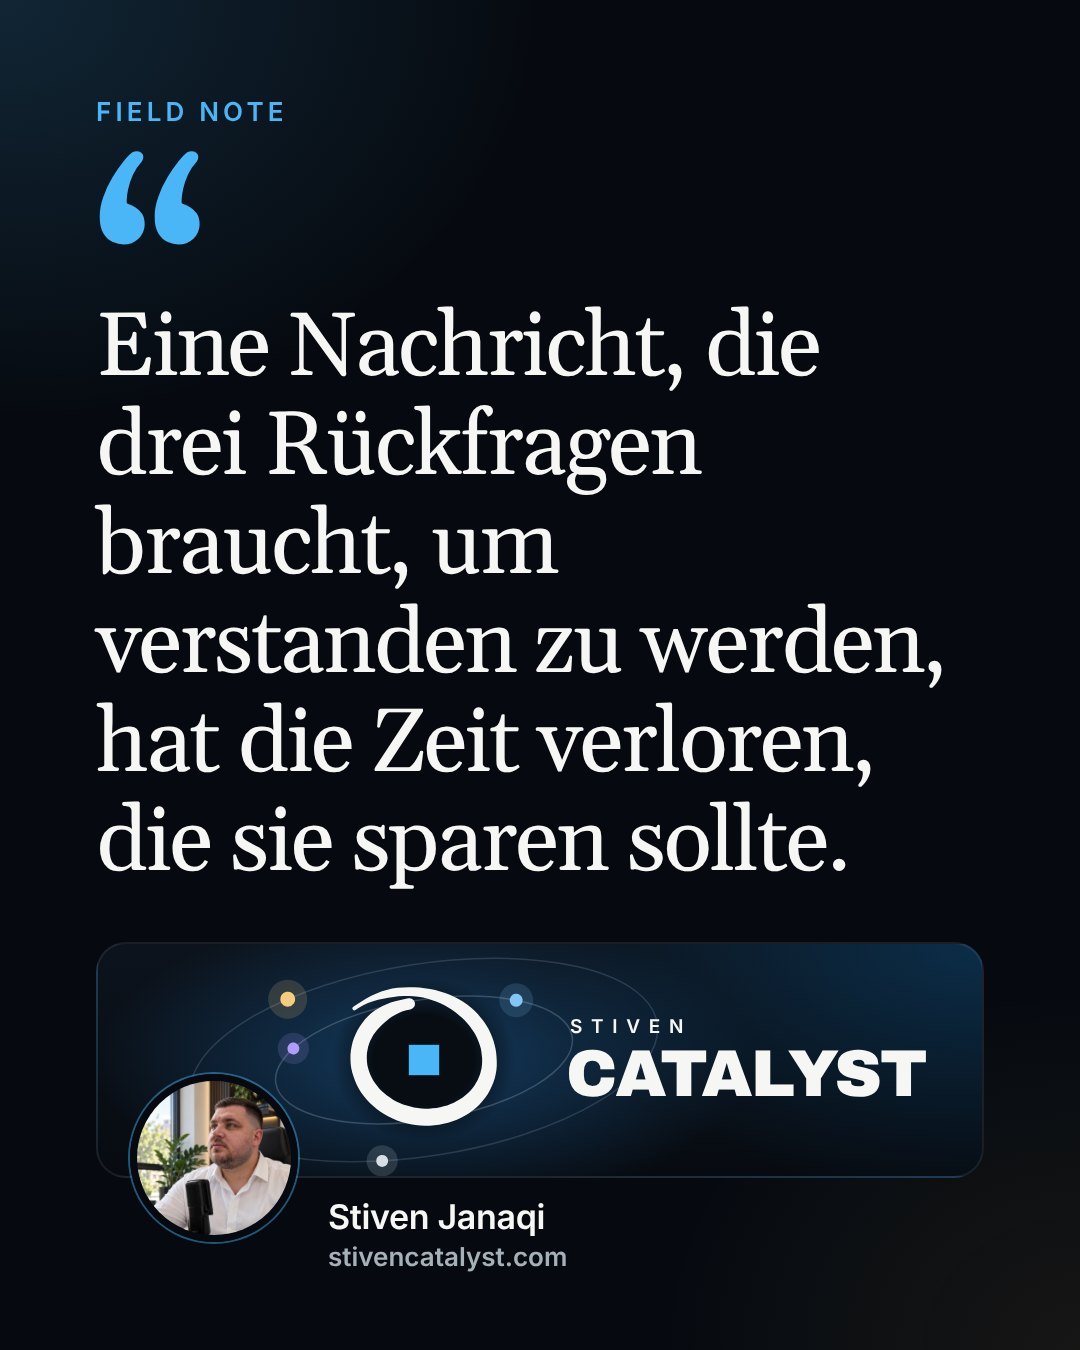 FIELD NOTE
“
Eine Nachricht, die
drei Rückfragen
braucht, um
verstanden zu werden,
hat die Zeit verloren,
die sie sparen sollte.
STIVEN
CATALYST
Stiven Janaqi
stivencatalyst.com